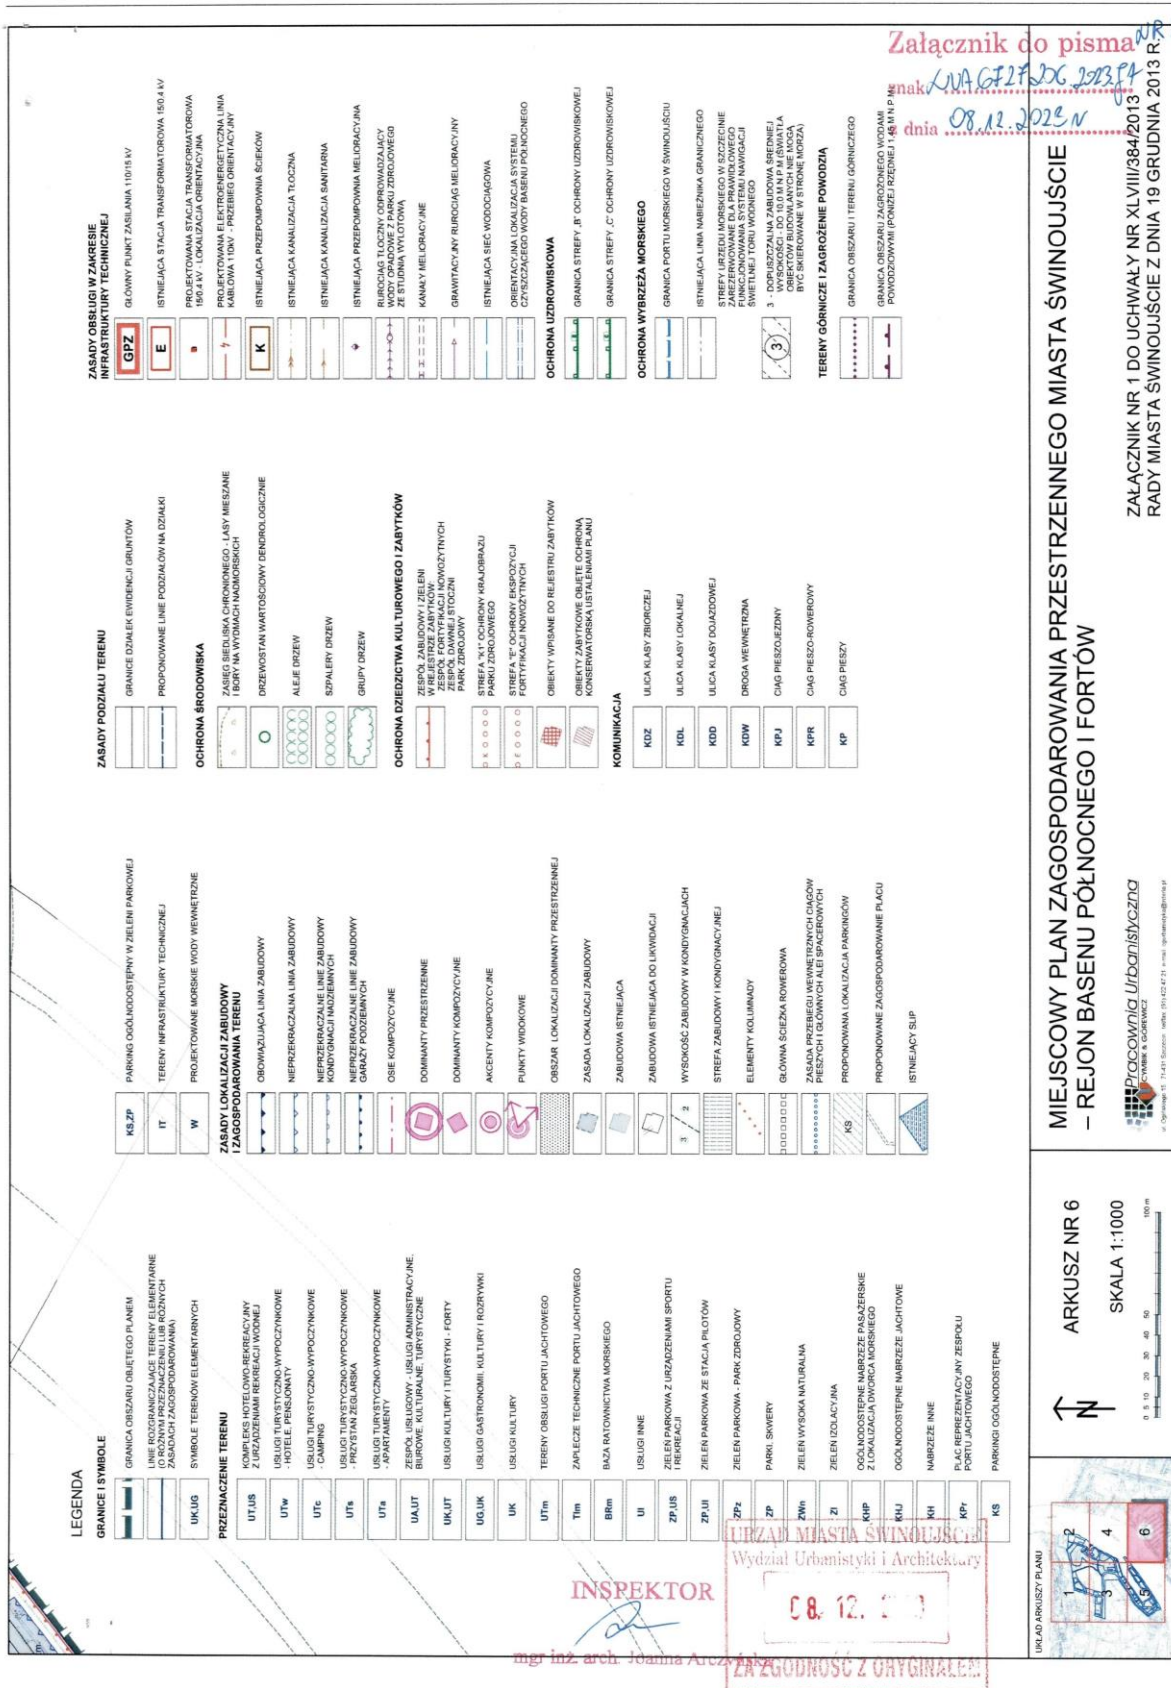 Załącznik do pisma NR
znak
z dnia 08.12.2023
LEGENDA
GRANICE I SYMBOLE
GRANICA OBSZARU OBJĘTEGO PLANEM
LINIE ROZGRANICZAJĄCE TERENY ELEMENTARNE
(O RÓŻNYM PRZEZNACZENIU LUB RÓŻNYCH
ZASADACH ZAGOSPODAROWANIA)
UK,UG SYMBOLE TERENÓW ELEMENTARNYCH
PRZEZNACZENIE TERENU
UT,US KOMPLEKS HOTELOWO-REKREACYJNY
Z URZĄDZENIAMI REKREACJI WODNEJ
UTw USŁUGI TURYSTYCZNO-WYPOCZYNKOWE
- HOTELE, PENSJONATY
UTc USŁUGI TURYSTYCZNO-WYPOCZYNKOWE
- CAMPING
UTs USŁUGI TURYSTYCZNO-WYPOCZYNKOWE
- PRZYSTAŃ ŻEGLARSKA
UTa USŁUGI TURYSTYCZNO-WYPOCZYNKOWE
- APARTAMENTY
UA,UT ZESPÓŁ USŁUGOWY - USŁUGI ADMINISTRACYJNE,
BIUROWE, KULTURALNE, TURYSTYCZNE
UK,UT USŁUGI KULTURY I TURYSTYKI - FORTY
UG,UK USŁUGI GASTRONOMII, KULTURY I ROZRYWKI
UK USŁUGI KULTURY
UTm TERENY OBSŁUGI PORTU JACHTOWEGO
Tlm ZAPLECZE TECHNICZNE PORTU JACHTOWEGO
BRm BAZA RATOWNICTWA MORSKIEGO
UI USŁUGI INNE
ZP,US ZIELEŃ PARKOWA Z URZĄDZENIAMI SPORTU
I REKREACJI
ZP,UI ZIELEŃ PARKOWA ZE STACJĄ PILOTÓW
ZPz ZIELEŃ PARKOWA - PARK ZDROJOWY
ZP PARKI, SKWERY
ZWn ZIELEŃ WYSOKA NATURALNA
ZI ZIELEŃ IZOLACYJNA
KHP OGÓLNODOSTĘPNE NABRZEŻE PASAŻERSKIE
Z LOKALIZACJĄ DWORCA MORSKIEGO
KHJ OGÓLNODOSTĘPNE NABRZEŻE JACHTOWE
KH NABRZEŻE INNE
KPr PLAC REPREZENTACYJNY ZESPOŁU
PORTU JACHTOWEGO
KS PARKINGI OGÓLNODOSTĘPNE
KS,ZP PARKING OGÓLNODOSTĘPNY W ZIELENI PARKOWEJ
IT TERENY INFRASTRUKTURY TECHNICZNEJ
W PROJEKTOWANE MORSKIE WODY WEWNĘTRZNE
ZASADY LOKALIZACJI ZABUDOWY
I ZAGOSPODAROWANIA TERENU
OBOWIĄZUJĄCA LINIA ZABUDOWY
NIEPRZEKRACZALNA LINIA ZABUDOWY
NIEPRZEKRACZALNE LINIE ZABUDOWY
KONDYGNACJI NADZIEMNYCH
NIEPRZEKRACZALNE LINIE ZABUDOWY
GARAŻY PODZIEMNYCH
OSIE KOMPOZYCYJNE
DOMINANTY PRZESTRZENNE
DOMINANTY KOMPOZYCYJNE
AKCENTY KOMPOZYCYJNE
PUNKTY WIDOKOWE
OBSZAR LOKALIZACJI DOMINANTY PRZESTRZENNEJ
ZASADA LOKALIZACJI ZABUDOWY
ZABUDOWA ISTNIEJĄCA
ZABUDOWA ISTNIEJĄCA DO LIKWIDACJI
3 2 WYSOKOŚĆ ZABUDOWY W KONDYGNACJACH
STREFA ZABUDOWY I KONDYGNACYJNEJ
ELEMENTY KOLUMNADY
GŁÓWNA ŚCIEŻKA ROWEROWA
ZASADA PRZEBIEGU WEWNĘTRZNYCH CIĄGÓW
PIESZYCH I GŁÓWNYCH ALEI SPACEROWYCH
KS PROPONOWANA LOKALIZACJA PARKINGÓW
PROPONOWANE ZAGOSPODAROWANIE PLACU
ISTNIEJĄCY SLIP
ZASADY PODZIAŁU TERENU
GRANICE DZIAŁEK EWIDENCJI GRUNTÓW
PROPONOWANE LINIE PODZIAŁÓW NA DZIAŁKI
OCHRONA ŚRODOWISKA
ZASIĘG SIEDLISKA CHRONIONEGO - LASY MIESZANE
I BORY NA WYDMACH NADMORSKICH
DRZEWOSTAN WARTOŚCIOWY DENDROLOGICZNIE
ALEJE DRZEW
SZPALERY DRZEW
GRUPY DRZEW
OCHRONA DZIEDZICTWA KULTUROWEGO I ZABYTKÓW
ZESPÓŁ ZABUDOWY I ZIELENI
W REJESTRZE ZABYTKÓW:
ZESPÓŁ FORTYFIKACJI NOWOŻYTNYCH
ZESPÓŁ DAWNEJ STOCZNI
PARK ZDROJOWY
STREFA "K1" OCHRONY KRAJOBRAZU
PARKU ZDROJOWEGO
STREFA "E" OCHRONY EKSPOZYCJI
FORTYFIKACJI NOWOŻYTNYCH
OBIEKTY WPISANE DO REJESTRU ZABYTKÓW
OBIEKTY ZABYTKOWE OBJĘTE OCHRONĄ
KONSERWATORSKĄ USTALENIAMI PLANU
KOMUNIKACJA
KDZ ULICA KLASY ZBIORCZEJ
KDL ULICA KLASY LOKALNEJ
KDD ULICA KLASY DOJAZDOWEJ
KDW DROGA WEWNĘTRZNA
KPJ CIĄG PIESZOJEZDNY
KPR CIĄG PIESZO-ROWEROWY
KP CIĄG PIESZY
ZASADY OBSŁUGI W ZAKRESIE
INFRASTRUKTURY TECHNICZNEJ
GPZ GŁÓWNY PUNKT ZASILANIA 110/15 kV
E ISTNIEJĄCA STACJA TRANSFORMATOROWA 15/0.4 kV
PROJEKTOWANA STACJA TRANSFORMATOROWA
15/0.4 kV - LOKALIZACJA ORIENTACYJNA
PROJEKTOWANA ELEKTROENERGETYCZNA LINIA
KABLOWA 110kV - PRZEBIEG ORIENTACYJNY
K ISTNIEJĄCA PRZEPOMPOWNIA ŚCIEKÓW
ISTNIEJĄCA KANALIZACJA TŁOCZNA
ISTNIEJĄCA KANALIZACJA SANITARNA
ISTNIEJĄCA PRZEPOMPOWNIA MELIORACYJNA
RUROCIĄG TŁOCZNY ODPROWADZAJĄCY
WODY OPADOWE Z PARKU ZDROJOWEGO
ZE STUDNIĄ WYLOTOWĄ
KANAŁY MELIORACYJNE
GRAWITACYJNY RUROCIĄG MELIORACYJNY
ISTNIEJĄCA SIEĆ WODOCIĄGOWA
ORIENTACYJNA LOKALIZACJA SYSTEMU
CZYSZCZĄCEGO WODY BASENU PÓŁNOCNEGO
OCHRONA UZDROWISKOWA
GRANICA STREFY „B" OCHRONY UZDROWISKOWEJ
GRANICA STREFY „C" OCHRONY UZDROWISKOWEJ
OCHRONA WYBRZEŻA MORSKIEGO
GRANICA PORTU MORSKIEGO W ŚWINOUJŚCIU
ISTNIEJĄCA LINIA NABIEŻNIKA GRANICZNEGO
STREFY URZĘDU MORSKIEGO W SZCZECINIE
ZAREZERWOWANE DLA PRAWIDŁOWEGO
FUNKCJONOWANIA SYSTEMU NAWIGACJI
ŚWIETLNEJ TORU WODNEGO
3 3 - DOPUSZCZALNA ZABUDOWA ŚREDNIEJ
WYSOKOŚCI - DO 10,0 M N.P.M (ŚWIATŁA
OBIEKTÓW BUDOWLANYCH NIE MOGĄ
BYĆ SKIEROWANE W STRONĘ MORZA)
TERENY GÓRNICZE I ZAGROŻENIE POWODZIĄ
GRANICA OBSZARU I TERENU GÓRNICZEGO
GRANICA OBSZARU ZAGROŻONEGO WODAMI
POWODZIOWYMI (PONIŻEJ RZĘDNEJ
UKŁAD ARKUSZY PLANU
1 2
3 4
5 6
N
ARKUSZ NR 6
SKALA 1:1000
0 5 10 20 30 40 50 100 m
MIEJSCOWY PLAN ZAGOSPODAROWANIA PRZESTRZENNEGO MIASTA ŚWINOUJŚCIE
– REJON BASENU PÓŁNOCNEGO I FORTÓW
Pracownia Urbanistyczna
CYMBIK & GÓREWICZ
ZAŁĄCZNIK NR 1 DO UCHWAŁY NR XLVIII/384/2013
RADY MIASTA ŚWINOUJŚCIE Z DNIA 19 GRUDNIA 2013 R.
INSPEKTOR
mgr inż. arch. Joanna
URZĄD MIASTA ŚWINOUJŚCIE
Wydział Urbanistyki i Architektury
08. 12.
ZA ZGODNOŚĆ Z ORYGINAŁEM